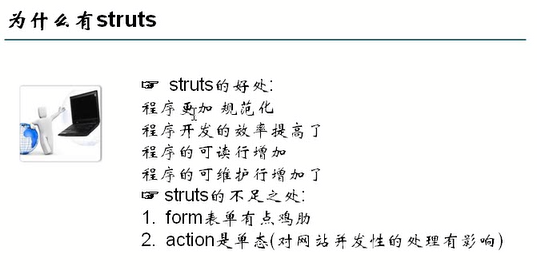 为什么有struts
☞ struts的好处:
程序更加 规范化
程序开发的效率提高了
程序的可读行增加
程序的可维护行增加了
☞struts的不足之处:
1. form表单有点鸡肋
2. action是单态(对网站并发性的处理有影响)